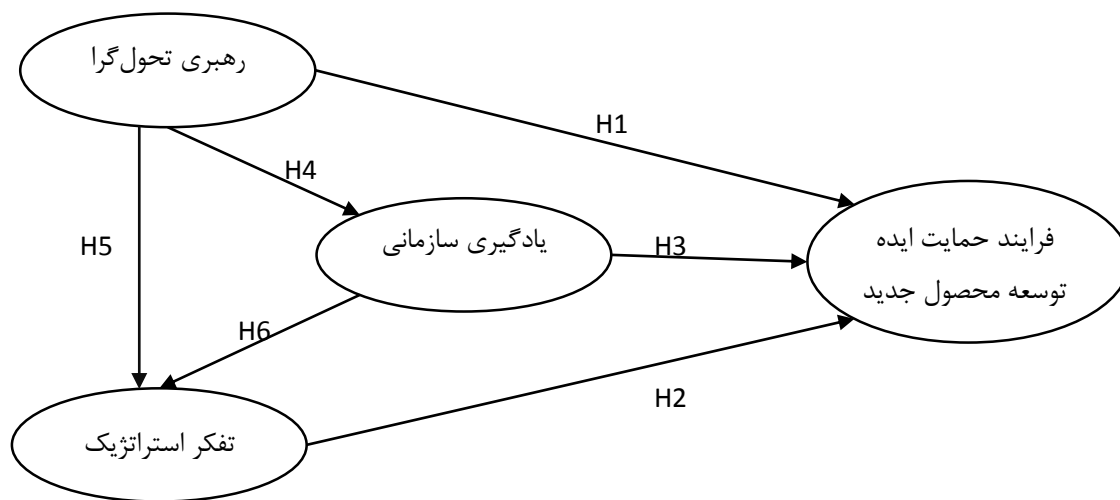 رهبری تحول‌گرا
H1
H4
یادگیری سازمانی
فرایند حمایت ایده
توسعه محصول جدید
H5
H3
H6
H2
تفکر استراتژیک